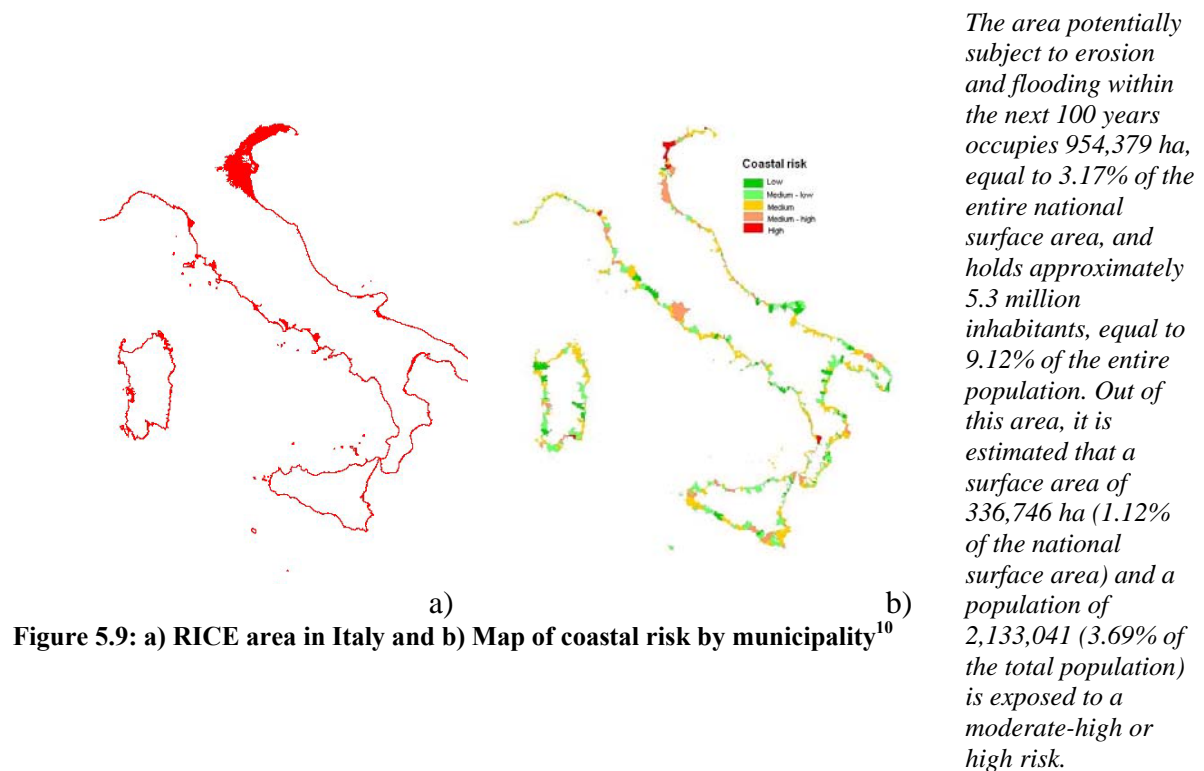 Coastal risk
Low
Medium - low
Medium
Medium - high
High
a)
b)
Figure 5.9: a) RICE area in Italy and b) Map of coastal risk by municipality10
The area potentially
subject to erosion
and flooding within
the next 100 years
occupies 954,379 ha,
equal to 3.17% of the
entire national
surface area, and
holds approximately
5.3 million
inhabitants, equal to
9.12% of the entire
population. Out of
this area, it is
estimated that a
surface area of
336,746 ha (1.12%
of the national
surface area) and a
population of
2,133,041 (3.69% of
the total population)
is exposed to a
moderate-high or
high risk.